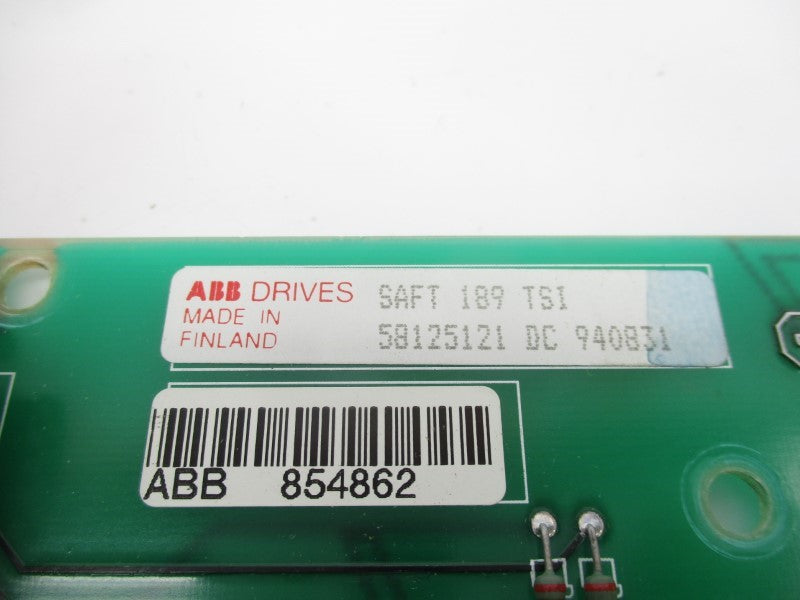 ABB DRIVES SAFT 189 TSI
MADE IN
FINLAND 58125121 DC 940831
ABB 854862